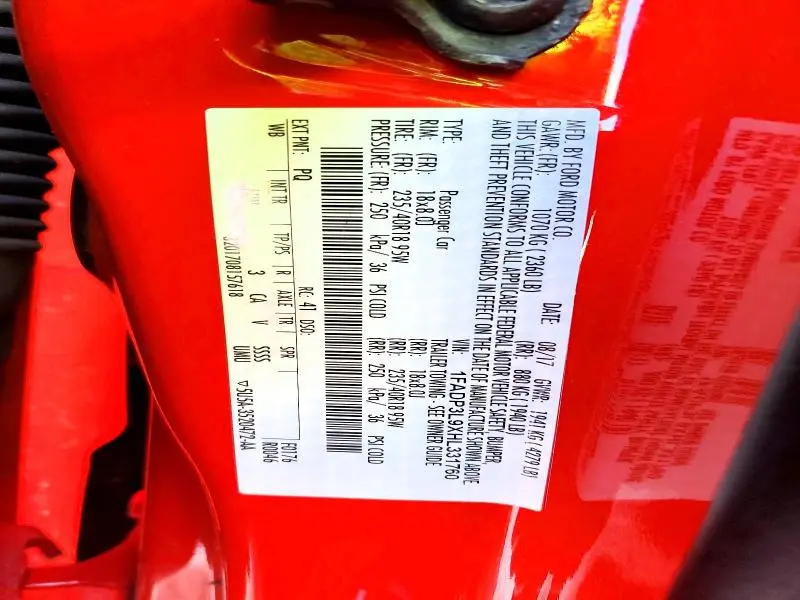 MFD. BY FORD MOTOR CO.
DATE: 08/17 GVWR: 1941 KG ( 4279 LB)
GAWR: (FR): 1070 KG ( 2360 LB) (RR): 880 KG ( 1940 LB)
THIS VEHICLE CONFORMS TO ALL APPLICABLE FEDERAL MOTOR VEHICLE SAFETY, BUMPER,
AND THEFT PREVENTION STANDARDS IN EFFECT ON THE DATE OF MANUFACTURE SHOWN ABOVE
VIN: 1FADP3L9XHL331760
TYPE: Passenger Car TRAILER TOWING - SEE OWNER GUIDE
RIM: (FR): 18x8.0J (RR): 18x8.0J
TIRE: (FR): 235/40R18 95W (RR): 235/40R18 95W
PRESSURE (FR): 250 kPa/ 36 PSI COLD (RR): 250 kPa/ 36 PSI COLD
EXT PNT: PQ RC: 41 DSO: F0176
R0046
WB INT TR TP/PS R AXLE TR SPR
3 CA V SSSS
UNU ▽5U5A-3520472-AA
0201708157618